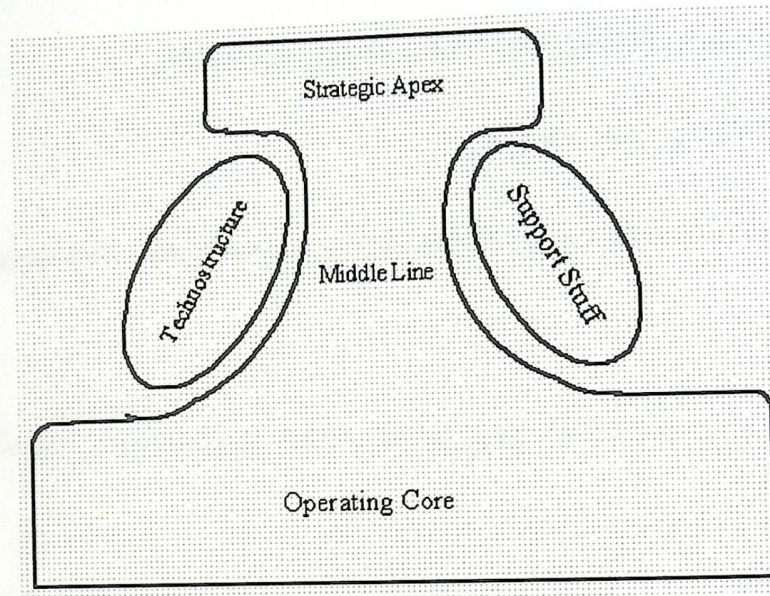 Strategic Apex
Technostructure
Middle Line
Support Stuff
Operating Core